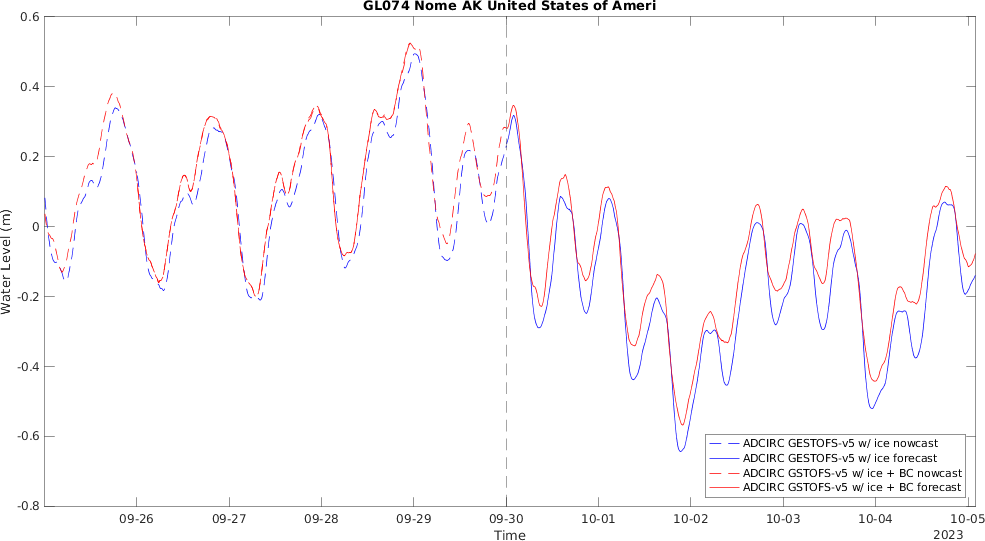 GL074 Nome AK United States of Ameri
0.6
0.4
0.2
0
-0.2
-0.4
-0.6
-0.8
Water Level (m)
ADCIRC GESTOFS-v5 w/ ice nowcast
ADCIRC GESTOFS-v5 w/ ice forecast
ADCIRC GSTOFS-v5 w/ ice + BC nowcast
ADCIRC GSTOFS-v5 w/ ice + BC forecast
09-26 09-27 09-28 09-29 09-30 10-01 10-02 10-03 10-04 10-05
Time 2023